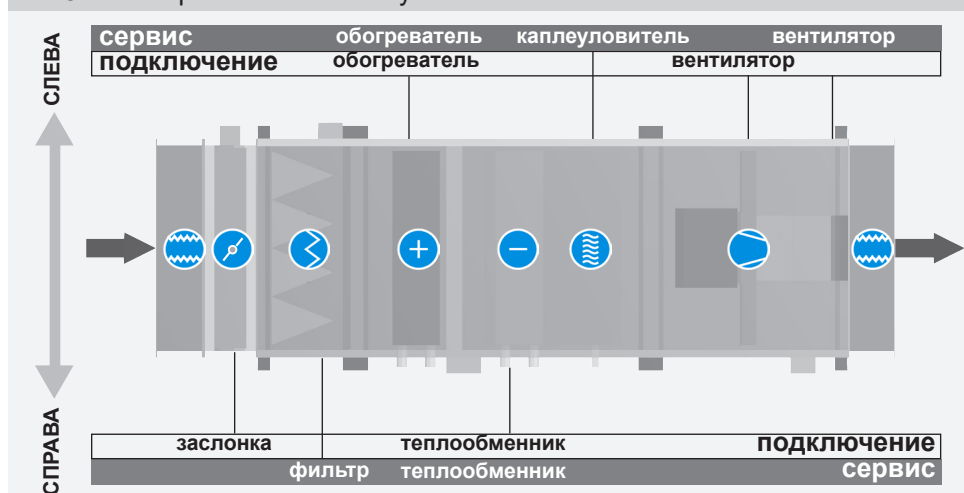 СЛЕВА
сервис обогреватель каплеуловитель вентилятор
подключение обогреватель вентилятор
СПРАВА
заслонка теплообменник подключение
фильтр теплообменник сервис